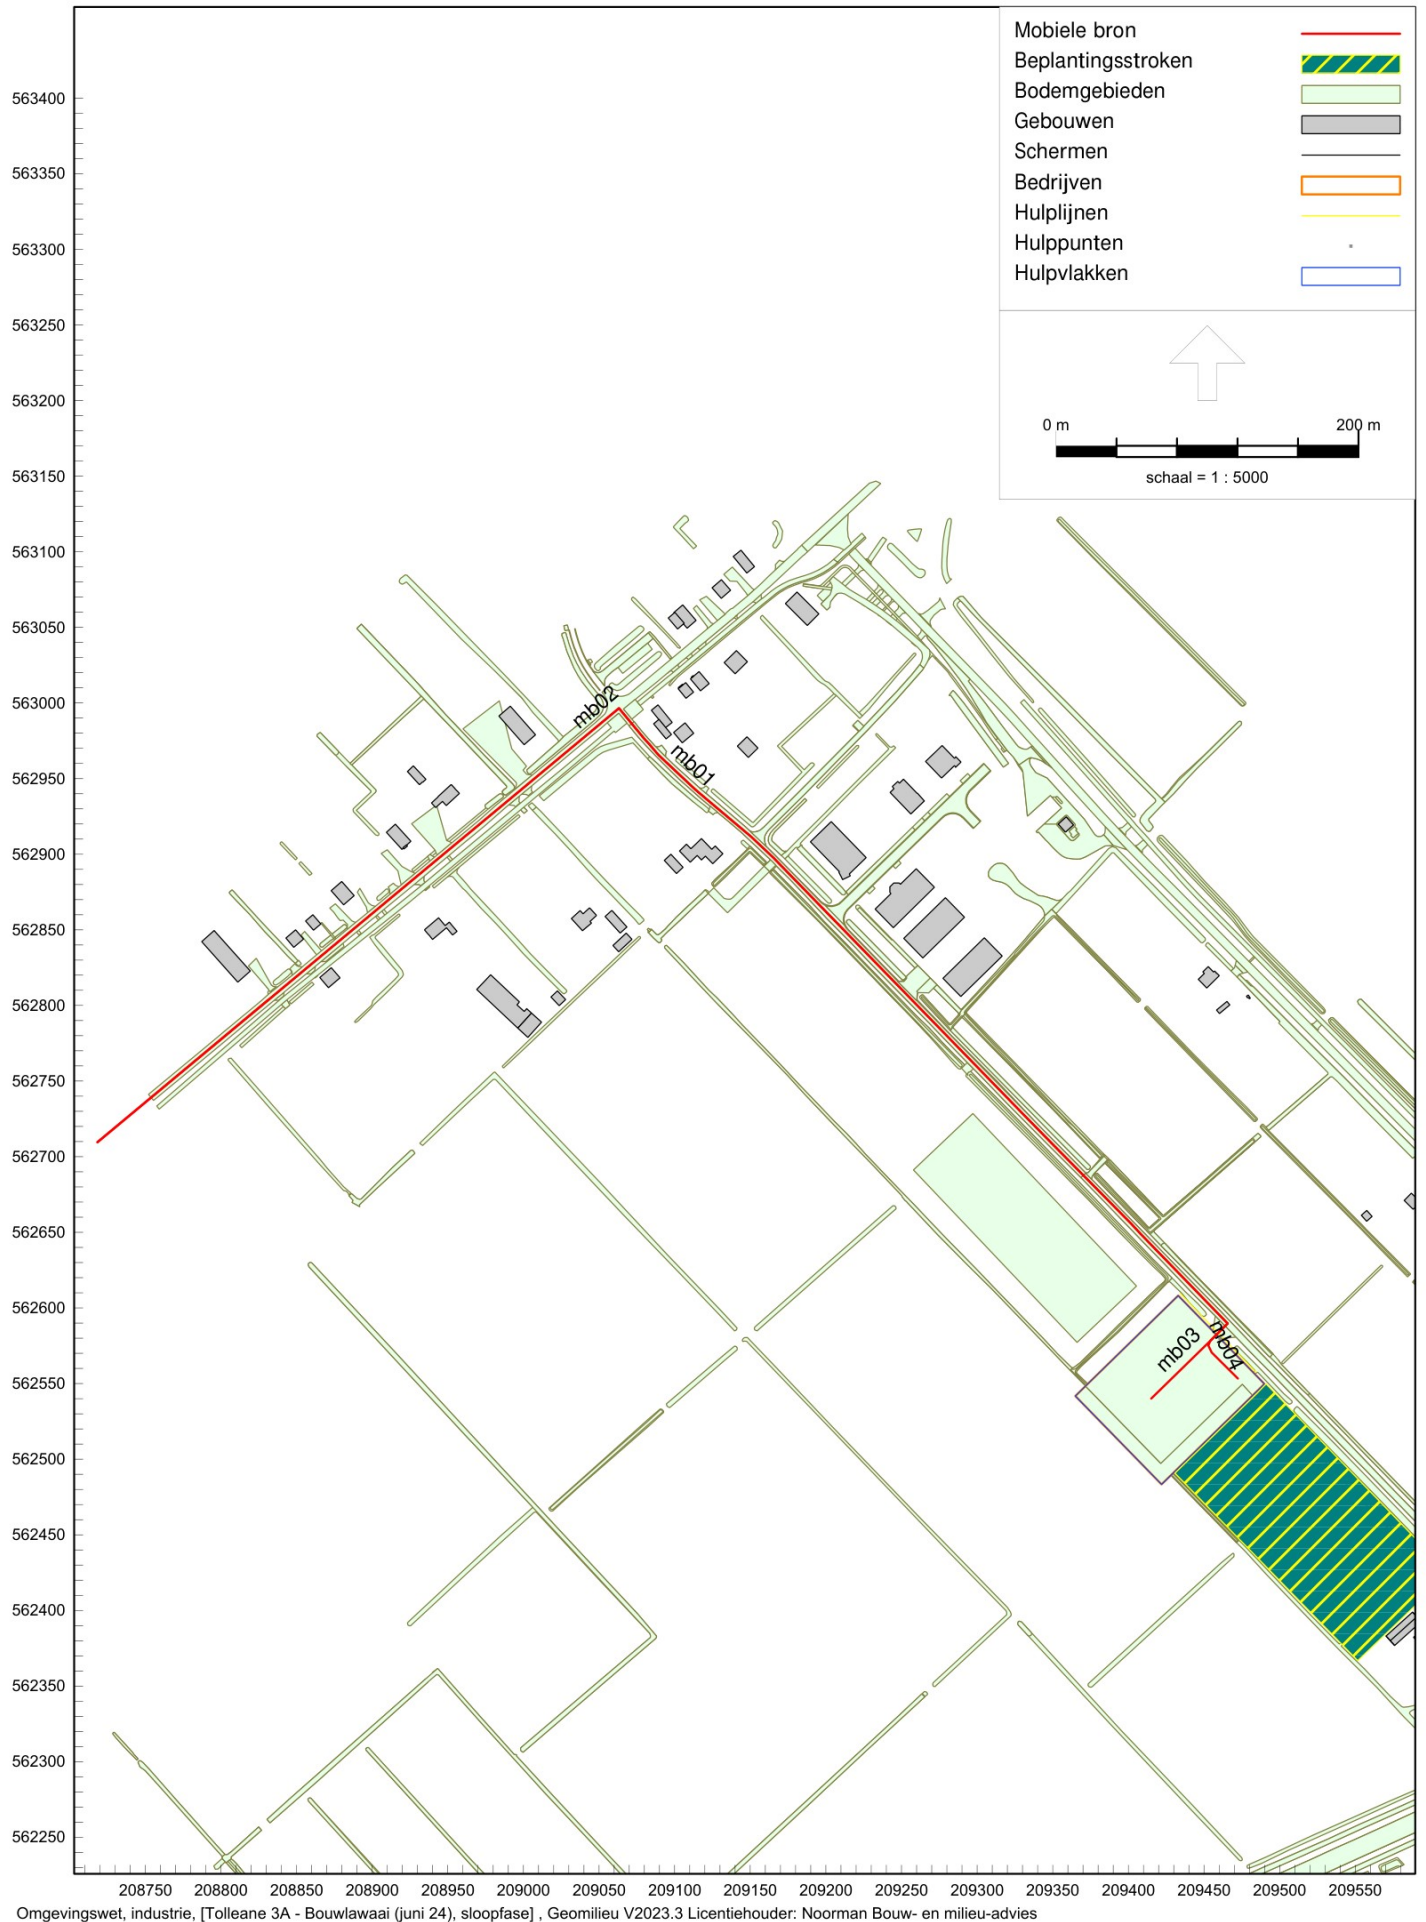 Mobiele bron
Beplantingsstroken
Bodemgebieden
Gebouwen
Schermen
Bedrijven
Hulplijnen
Hulppunten
Hulpvlakken
0 m
200 m
schaal = 1 : 5000
563400
563350
563300
563250
563200
563150
563100
563050
563000
562950
562900
562850
562800
562750
562700
562650
562600
562550
562500
562450
562400
562350
562300
562250
mb02
mb01
mb03
mb04
208750 208800 208850 208900 208950 209000 209050 209100 209150 209200 209250 209300 209350 209400 209450 209500 209550
Omgevingswet, industrie, [Tolleane 3A - Bouwlawaai (juni 24), sloopfase] , Geomilieu V2023.3 Licentiehouder: Noorman Bouw- en milieu-advies